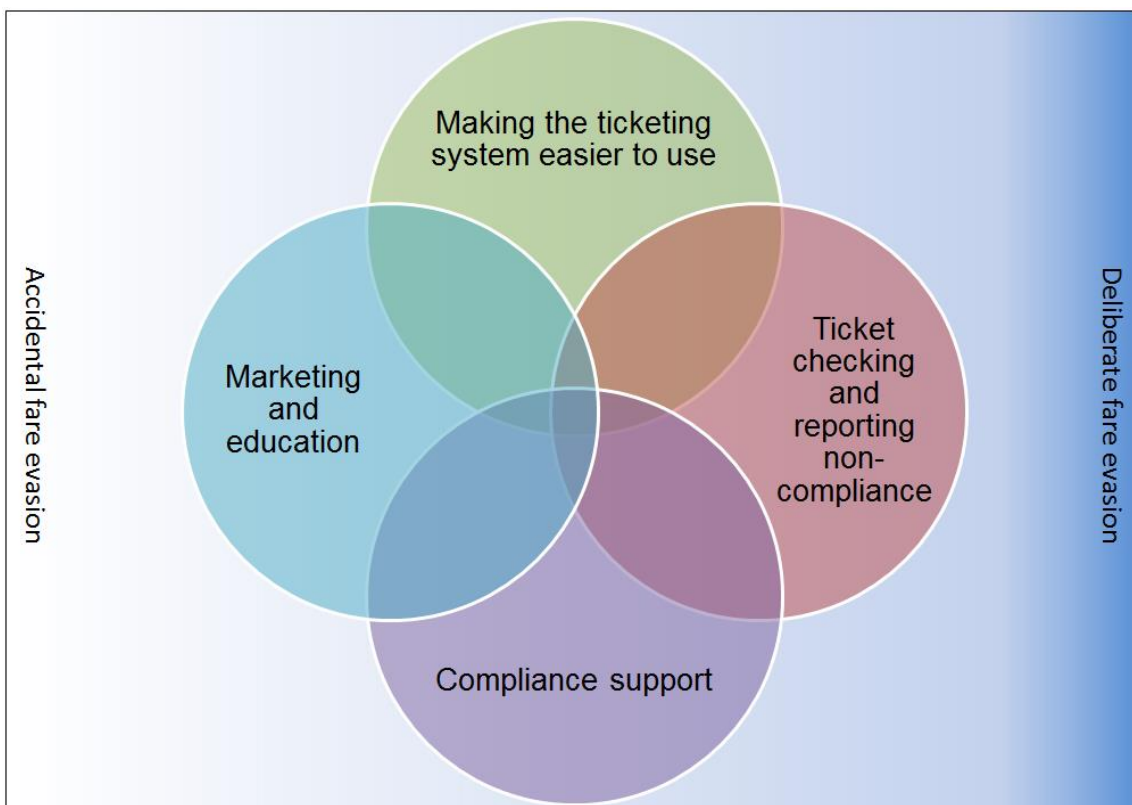 Making the ticketing
system easier to use
Accidental fare evasion
Marketing
and
education
Ticket
checking
and
reporting
non-
compliance
Deliberate fare evasion
Compliance support